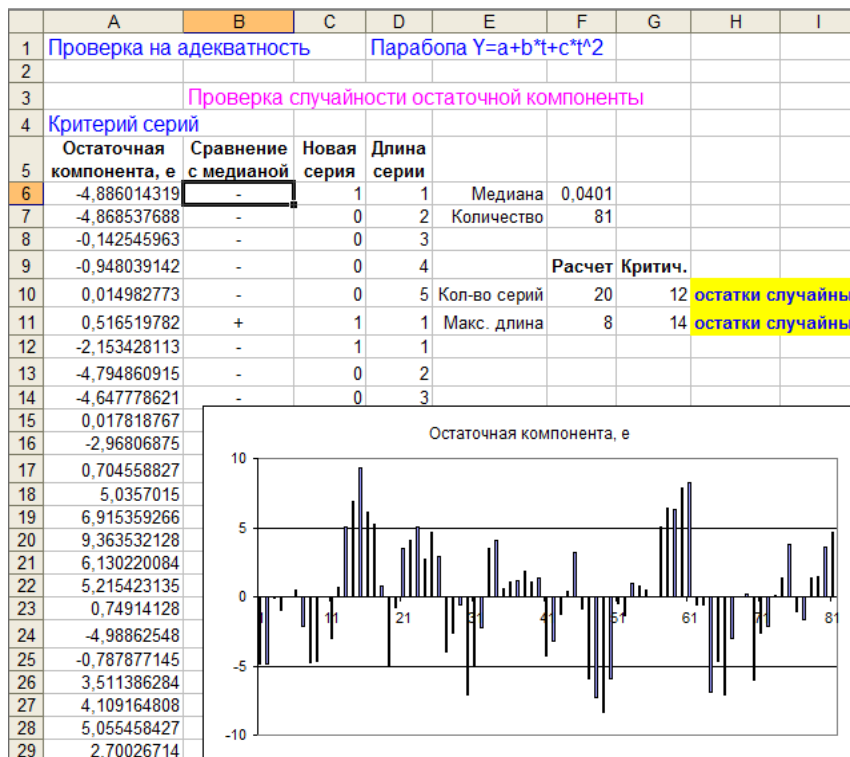 A B C D E F G H I
1 Проверка на адекватность Парабола Y=a+b*t+c*t^2
2
3 Проверка случайности остаточной компоненты
4 Критерий серий
Остаточная Сравнение Новая Длина
5 компонента, e с медианой серия серии
6 -4,886014319 - 1 1 Медиана 0,0401
7 -4,868537688 - 0 2 Количество 81
8 -0,142545963 - 0 3
9 -0,948039142 - 0 4 Расчет Критич.
10 0,014982773 - 0 5 Кол-во серий 20 12 остатки случайны
11 0,516519782 + 1 1 Макс. длина 8 14 остатки случайны
12 -2,153428113 - 1 1
13 -4,794860915 - 0 2
14 -4,647778621 - 0 3
15 0,017818767
16 -2,96806875
17 0,704558827
18 5,0357015
19 6,915359266
20 9,363532128
21 6,130220084
22 5,215423135
23 0,74914128
24 -4,98862548
25 -0,787877145
26 3,511386284
27 4,109164808
28 5,055458427
29 2,70026714
Остаточная компонента, e
10
5
0
-5
-10
1 11 21 31 41 51 61 71 81